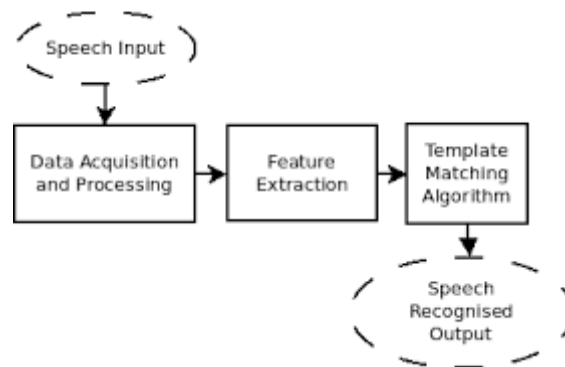 Speech Input
Data Acquisition
and Processing
Feature
Extraction
Template
Matching
Algorithm
Speech
Recognised
Output